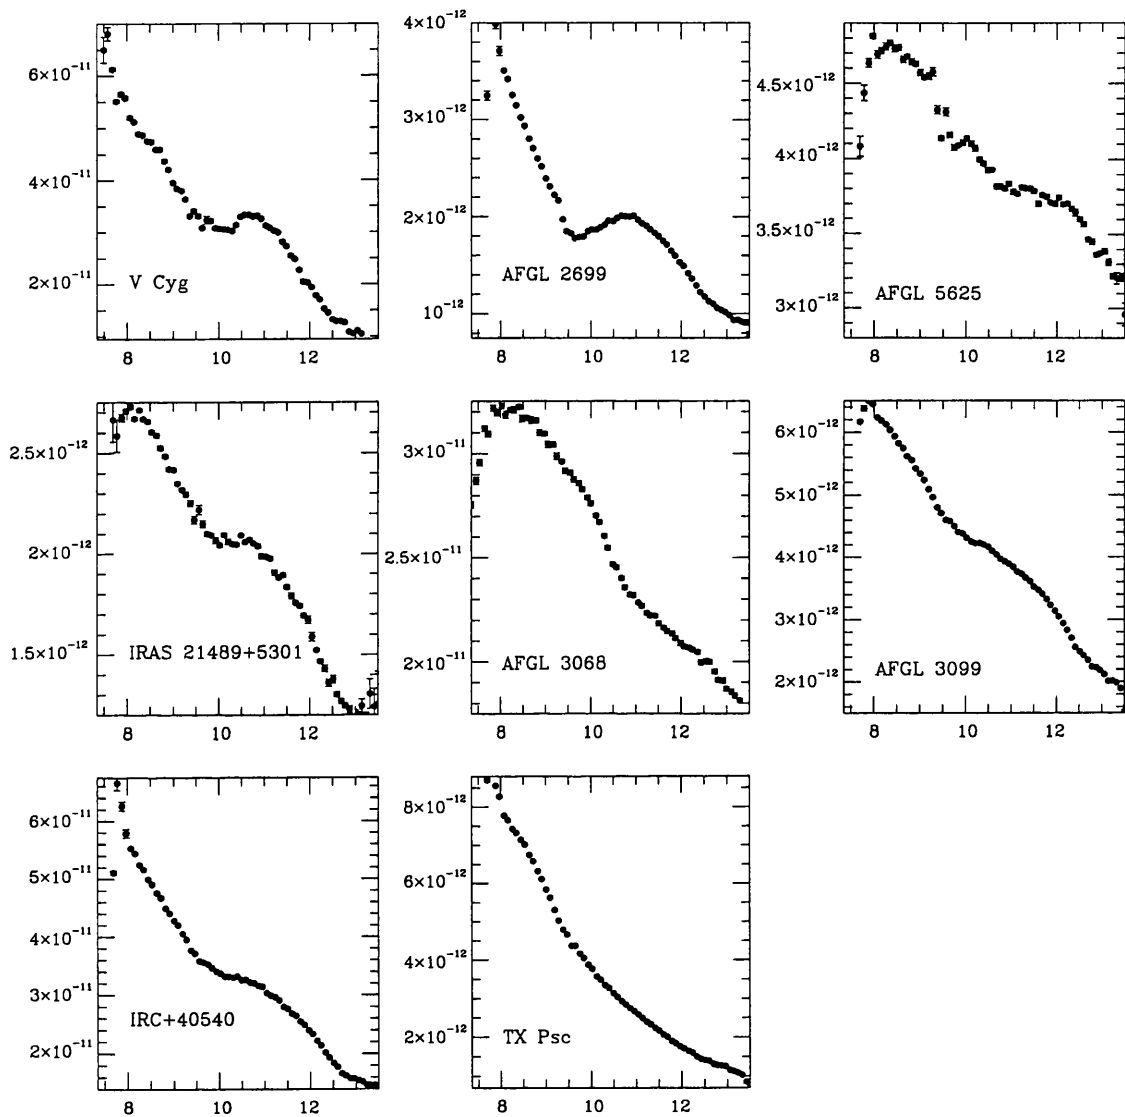 6×10⁻¹¹
4×10⁻¹¹
2×10⁻¹¹
V Cyg
8 10 12
4×10⁻¹²
3×10⁻¹²
2×10⁻¹²
10⁻¹²
AFGL 2699
8 10 12
4.5×10⁻¹²
4×10⁻¹²
3.5×10⁻¹²
3×10⁻¹²
AFGL 5625
8 10 12
2.5×10⁻¹²
2×10⁻¹²
1.5×10⁻¹²
IRAS 21489+5301
8 10 12
3×10⁻¹¹
2.5×10⁻¹¹
2×10⁻¹¹
AFGL 3068
8 10 12
6×10⁻¹²
5×10⁻¹²
4×10⁻¹²
3×10⁻¹²
2×10⁻¹²
AFGL 3099
8 10 12
6×10⁻¹¹
5×10⁻¹¹
4×10⁻¹¹
3×10⁻¹¹
2×10⁻¹¹
IRC+40540
8 10 12
8×10⁻¹²
6×10⁻¹²
4×10⁻¹²
2×10⁻¹²
TX Psc
8 10 12